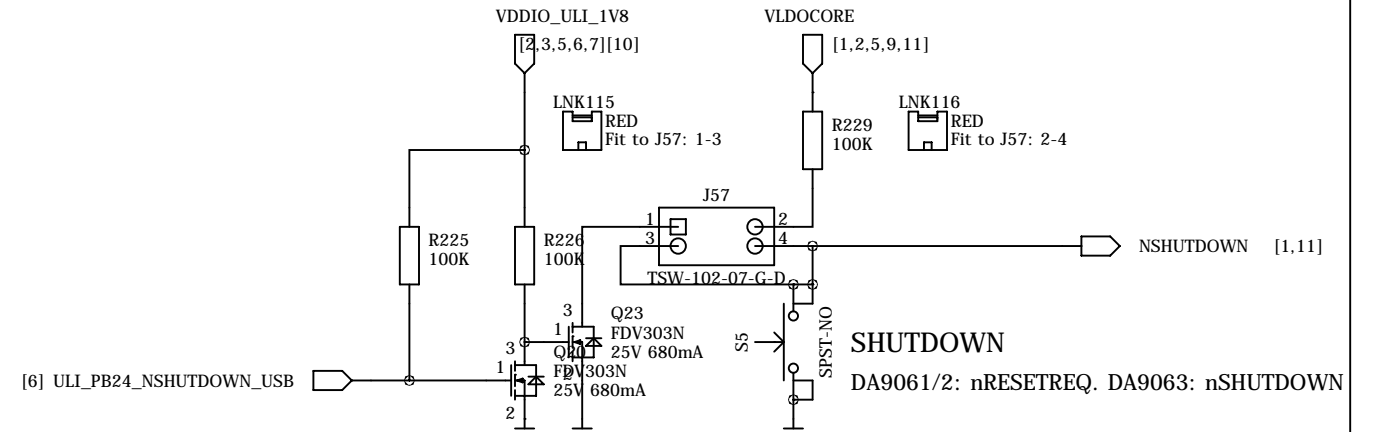 VDDIO_ULI_1V8
[2,3,5,6,7][10]
VLDOCORE
[1,2,5,9,11]
LNK115
RED
Fit to J57: 1-3
LNK116
RED
Fit to J57: 2-4
R229
100K
J57
1
2
3
4
TSW-102-07-G-D
R225
100K
R226
100K
NSHUTDOWN [1,11]
3
1
2
Q23
FDV303N
25V 680mA
3
1
2
Q20
FDV303N
25V 680mA
S5
SPST-NO
SHUTDOWN
DA9061/2: nRESETREQ. DA9063: nSHUTDOWN
[6] ULI_PB24_NSHUTDOWN_USB